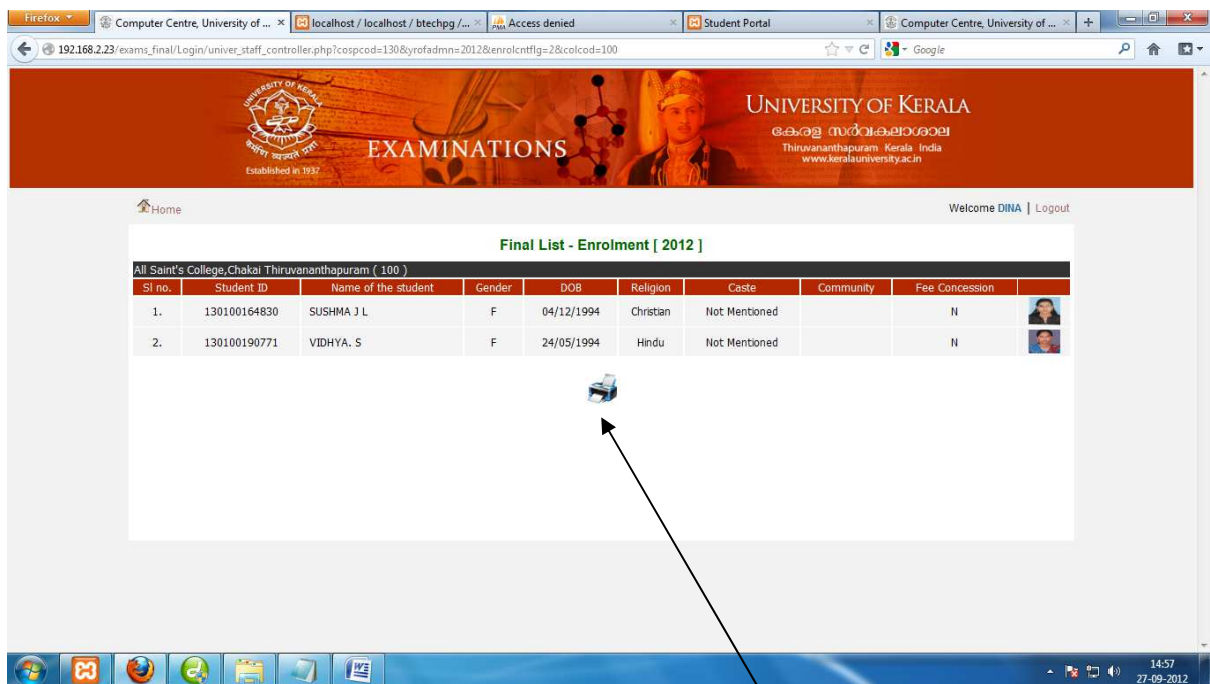 Firefox
Computer Centre, University of ...
localhost / localhost / btechpg /...
Access denied
Student Portal
Computer Centre, University of ...
192.168.2.23/exams_final/Login/univer_staff_controller.php?cospcod=130&yrofadmn=2012&enrolcntflg=2&colcod=100
Google
UNIVERSITY OF KERALA
Established in 1937
EXAMINATIONS
UNIVERSITY OF KERALA
കേരള സര്‍വകലാശാല
Thiruvananthapuram Kerala India
www.keralauniversity.ac.in
Home
Welcome DINA | Logout
Final List - Enrolment [ 2012 ]
All Saint's College,Chakai Thiruvananthapuram ( 100 )
Sl no. Student ID Name of the student Gender DOB Religion Caste Community Fee Concession
1. 130100164830 SUSHMA J L F 04/12/1994 Christian Not Mentioned N
2. 130100190771 VIDHYA. S F 24/05/1994 Hindu Not Mentioned N
14:57
27-09-2012